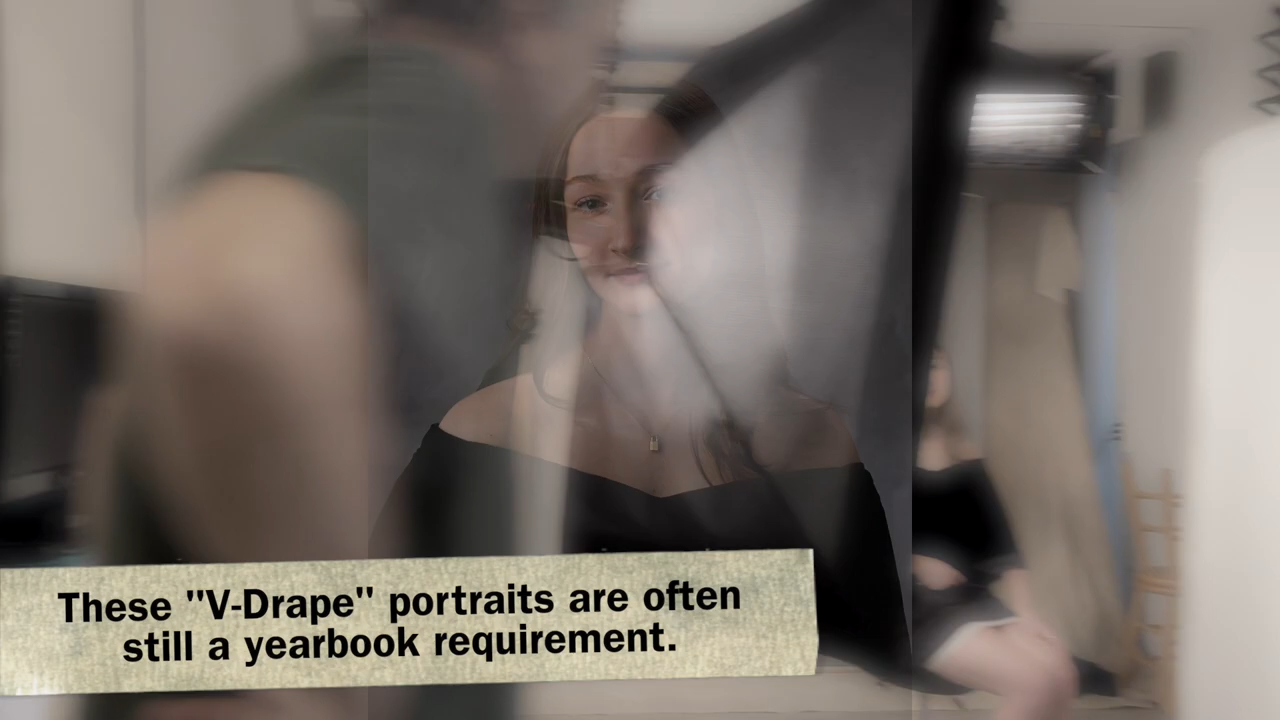 These "V-Drape" portraits are often
still a yearbook requirement.